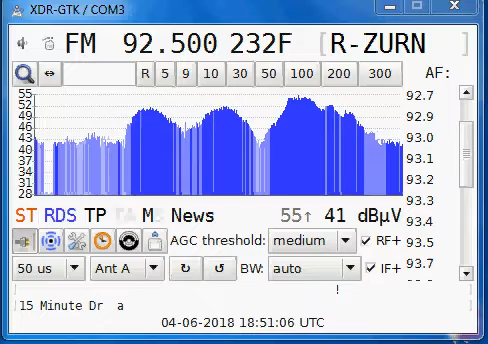 XDR-GTK / COM3
FM 92.500 232F [R-ZURN ]
R 5 9 10 30 50 100 200 300 AF:
55
52
49
46
43
40
37
34
31
28
92.7
92.9
93.0
93.1
93.2
93.3
93.4
93.5
93.7
ST RDS TP TA M News 55↑ 41 dBµV
AGC threshold: medium RF+
50 us Ant A BW: auto IF+
!
15 Minute Dr a
04-06-2018 18:51:06 UTC